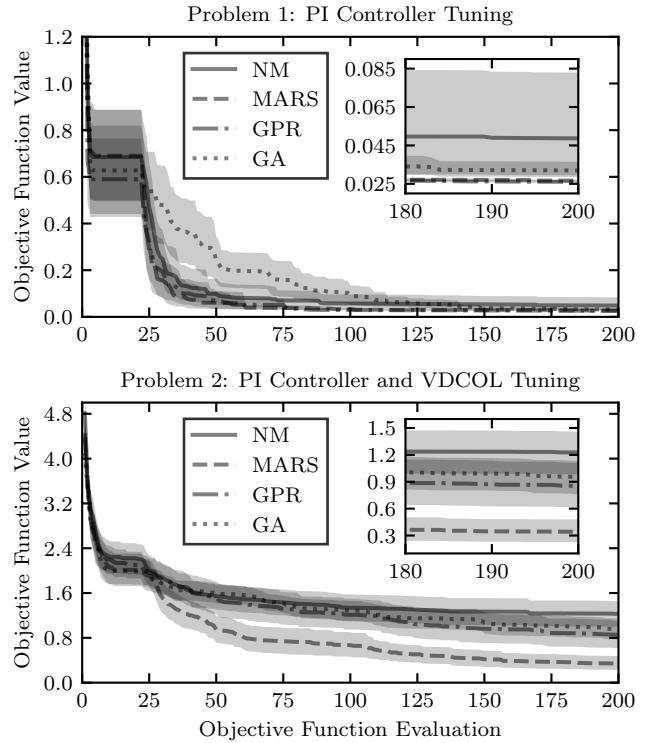 Problem 1: PI Controller Tuning
Objective Function Value
1.2
1.0
0.8
0.6
0.4
0.2
0.0
NM
MARS
GPR
GA
0.085
0.065
0.045
0.025
180 190 200
0 25 50 75 100 125 150 175 200
Problem 2: PI Controller and VDCOL Tuning
Objective Function Value
4.8
4.0
3.2
2.4
1.6
0.8
0.0
NM
MARS
GPR
GA
1.5
1.2
0.9
0.6
0.3
180 190 200
0 25 50 75 100 125 150 175 200
Objective Function Evaluation